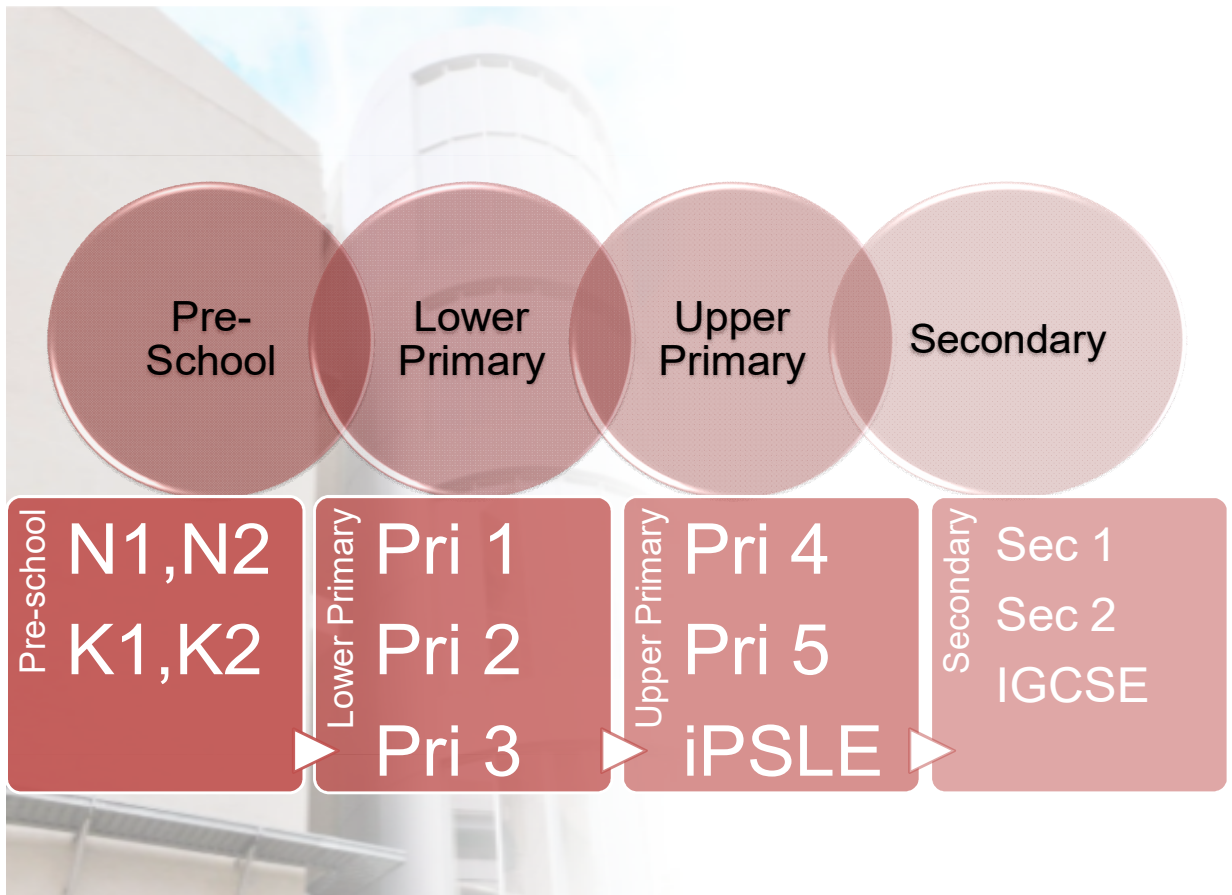 Pre-
School
Lower
Primary
Upper
Primary
Secondary
Pre-school
N1,N2
K1,K2
Lower Primary
Pri 1
Pri 2
Pri 3
Upper Primary
Pri 4
Pri 5
iPSLE
Secondary
Sec 1
Sec 2
IGCSE